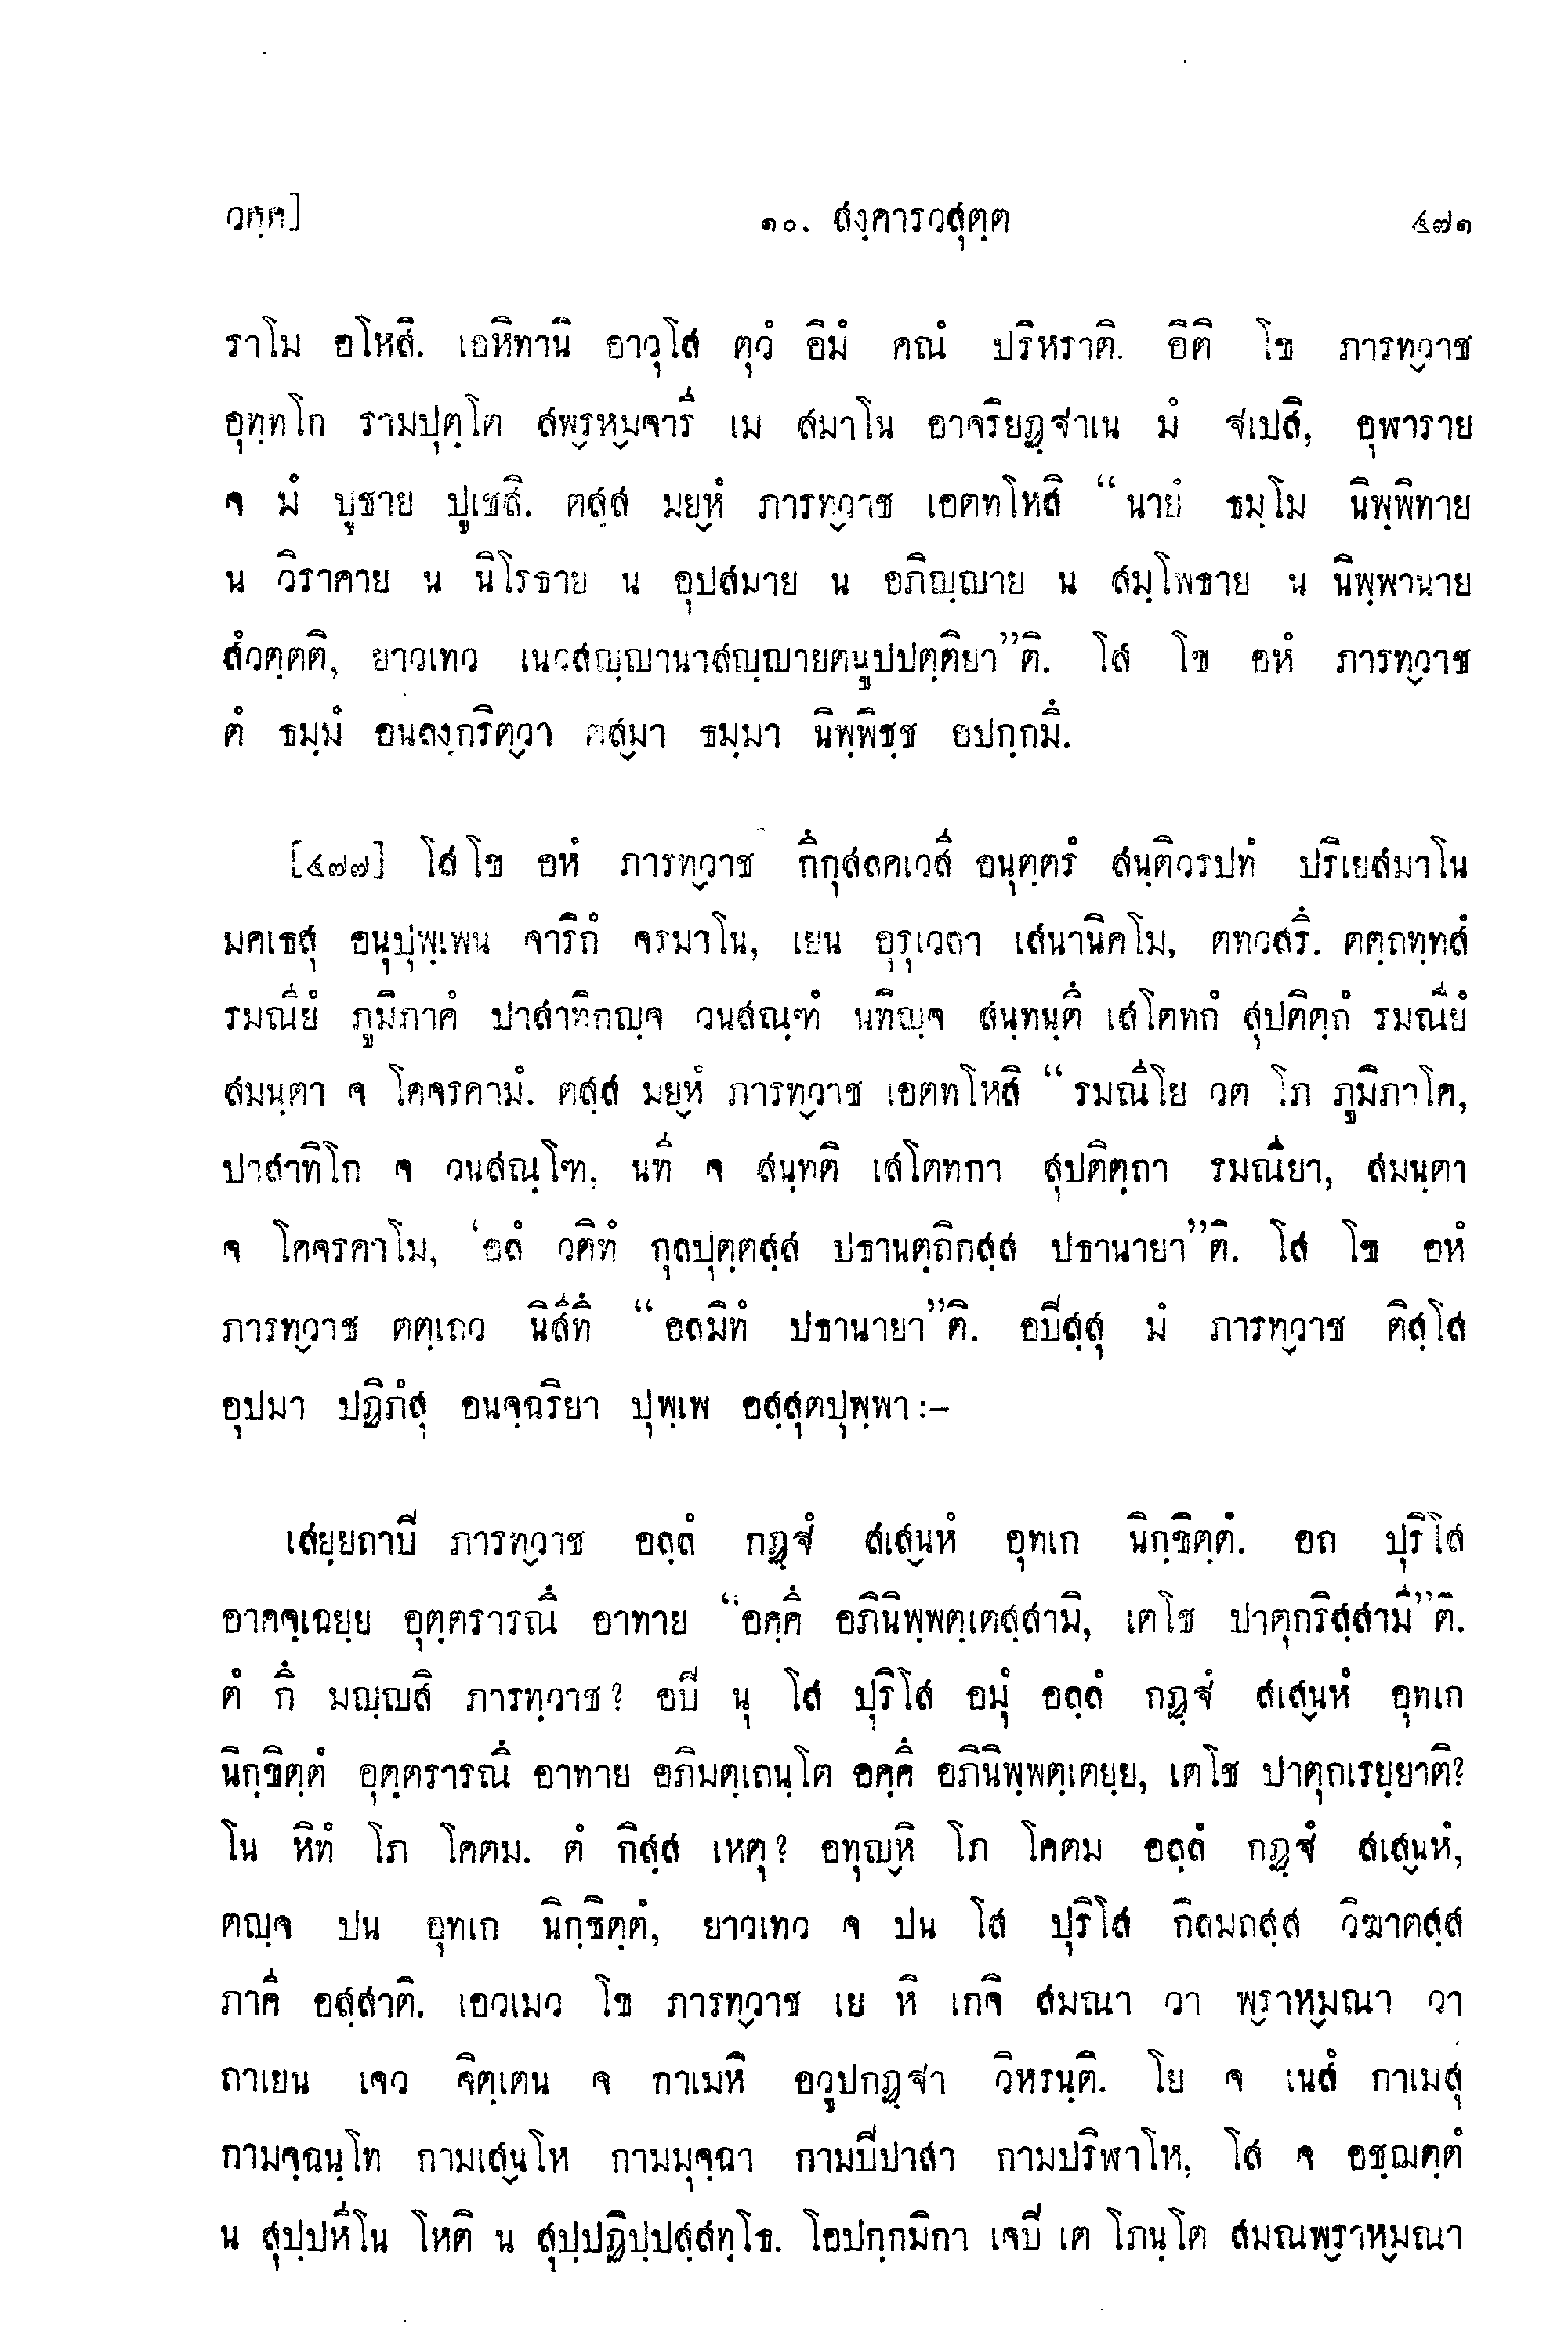 วคฺค] ๑๐. สงฺคารวสุตฺต ๔๗๑
ราโม อโหสิ. เอหิทานิ อาวุโส ตุวํ อิมํ คณํ ปริหราติ. อิติ โข ภารทฺวาช
อุทฺทโก รามปุตฺโต สพฺรหฺมจารี เม สมาโน อาจริยฏฺฐาเน มํ ฐเปสิ, อุฬาราย
จ มํ ปูชาย ปูเชสิ. ตสฺส มยฺหํ ภารทฺวาช เอตทโหสิ “นายํ ธมฺโม นิพฺพิทาย
น วิราคาย น นิโรธาย น อุปสมาย น อภิญฺญาย น สมฺโพธาย น นิพฺพานาย
สํวตฺตติ, ยาวเทว เนวสญฺญานาสญฺญายตนูปปตฺติยา”ติ. โส โข อหํ ภารทฺวาช
ตํ ธมฺมํ อนลงฺกริตฺวา ตสฺมา ธมฺมา นิพฺพิชฺช อปกฺกมึ.
[๔๗๗] โส โข อหํ ภารทฺวาช กึกุสลคเวสี อนุตฺตรํ สนฺติวรปทํ ปริเยสมาโน
มคเธสุ อนุปุพฺเพน จาริกํ จรมาโน, เยน อุรุเวลา เสนานิคโม, ตทวสรึ. ตตฺถทฺทสํ
รมณียํ ภูมิภาคํ ปาสาทิกญฺจ วนสณฺฑํ นทิญฺจ สนฺทนฺตึ เสโตทกํ สุปติตฺถํ รมณียํ
สมนฺตา จ โคจรคามํ. ตสฺส มยฺหํ ภารทฺวาช เอตทโหสิ “รมณีโย วต โภ ภูมิภาโค,
ปาสาทิโก จ วนสณฺโฑ, นที จ สนฺทติ เสโตทกา สุปติตฺถา รมณียา, สมนฺตา
จ โคจรคาโม, ‘อลํ วติทํ กุลปุตฺตสฺส ปธานตฺถิกสฺส ปธานายา”ติ. โส โข อหํ
ภารทฺวาช ตตฺเถว นิสีทึ “อลมิทํ ปธานายา”ติ. อปิสฺสุ มํ ภารทฺวาช ติสฺโส
อุปมา ปฏิภํสุ อนจฺฉริยา ปุพฺเพ อสฺสุตปุพฺพา :–
เสยฺยถาปิ ภารทฺวาช อลฺลํ กฏฺฐํ สเสฺนหํ อุทเก นิกฺขิตฺตํ. อถ ปุริโส
อาคจฺเฉยฺย อุตฺตรารณึ อาทาย “อคฺคึ อภินิพฺพตฺเตสฺสามิ, เตโช ปาตุกริสฺสามี”ติ.
ตํ กึ มญฺญสิ ภารทฺวาช? อปิ นุ โส ปุริโส อมุํ อลฺลํ กฏฺฐํ สเสฺนหํ อุทเก
นิกฺขิตฺตํ อุตฺตรารณึ อาทาย อภิมตฺเถนฺโต อคฺคึ อภินิพฺพตฺเตยฺย, เตโช ปาตุกเรยฺยาติ?
โน หิทํ โภ โคตม. ตํ กิสฺส เหตุ? อทุญฺหิ โภ โคตม อลฺลํ กฏฺฐํ สเสฺนหํ,
ตญฺจ ปน อุทเก นิกฺขิตฺตํ, ยาวเทว จ ปน โส ปุริโส กิลมถสฺส วิฆาตสฺส
ภาคี อสฺสาติ. เอวเมว โข ภารทฺวาช เย หิ เกจิ สมณา วา พฺราหฺมณา วา
กาเยน เจว จิตฺเตน จ กาเมหิ อวูปกฏฺฐา วิหรนฺติ. โย จ เนสํ กาเมสุ
กามจฺฉนฺโท กามเสฺนโห กามมุจฺฉา กามปิปาสา กามปริฬาโห, โส จ อชฺฌตฺตํ
น สุปฺปหีโน โหติ น สุปฺปฏิปฺปสฺสทฺโธ. โอปกฺกมิกา เจปิ เต โภนฺโต สมณพฺราหฺมณา